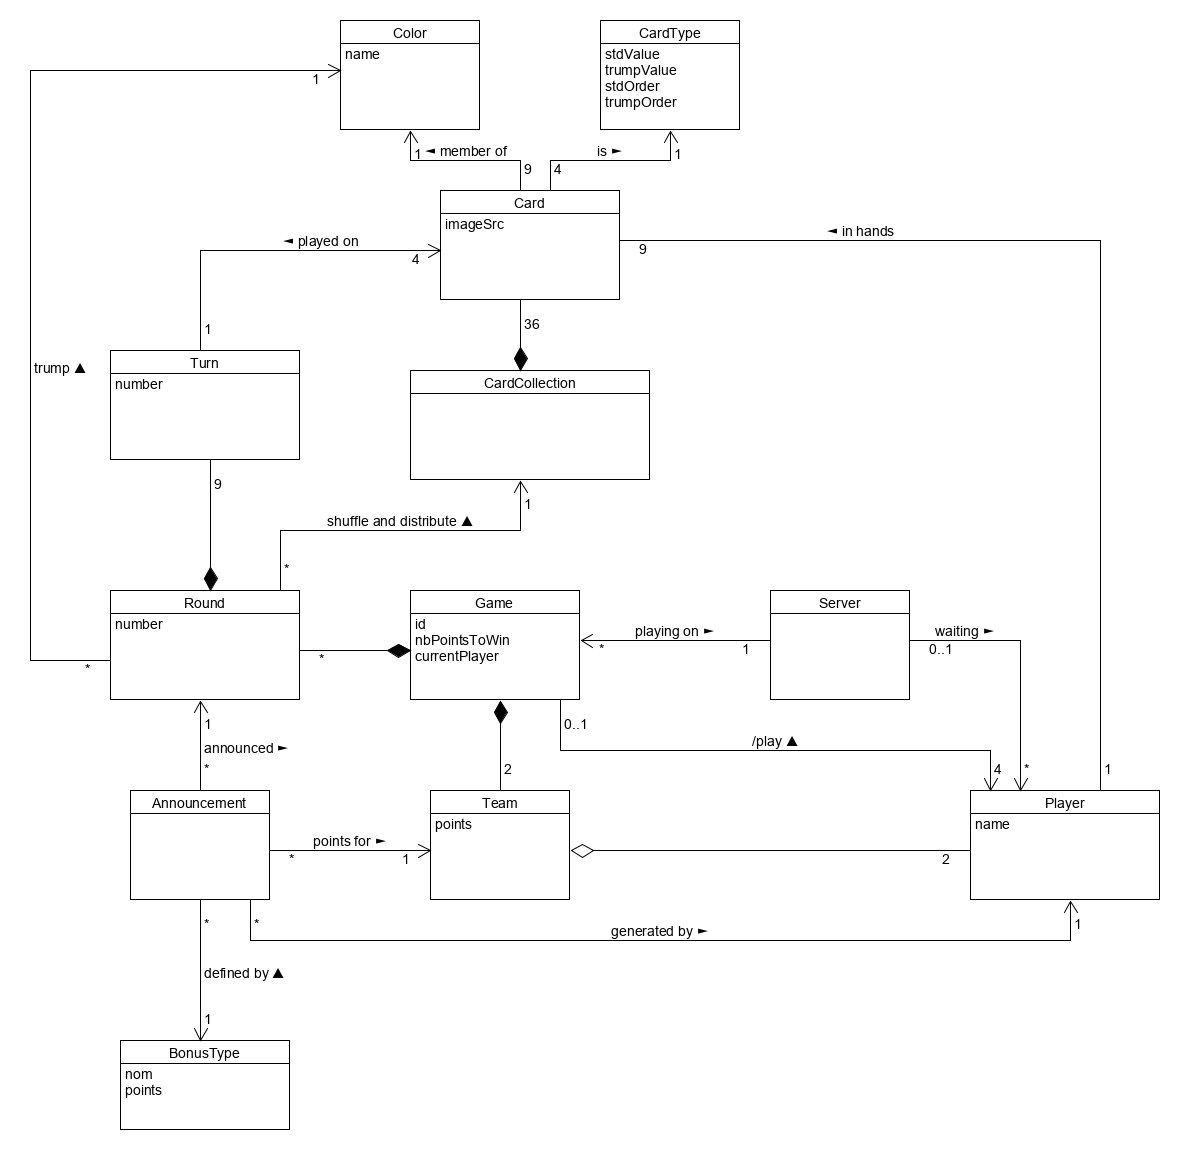 Color
name
CardType
stdValue
trumpValue
stdOrder
trumpOrder
1
1
◄ member of
is ►
1
9
4
Card
imageSrc
◄ played on
4
◄ in hands
9
1
36
trump ▲
Turn
number
CardCollection
9
1
shuffle and distribute ▲
*
Round
number
Game
id
nbPointsToWin
currentPlayer
Server
playing on ►
*
1
waiting ►
0..1
*
*
1
announced ►
*
0..1
/play ▲
2
4
*
1
Announcement
Team
points
Player
name
points for ►
*
1
2
*
*
generated by ►
1
defined by ▲
1
BonusType
nom
points